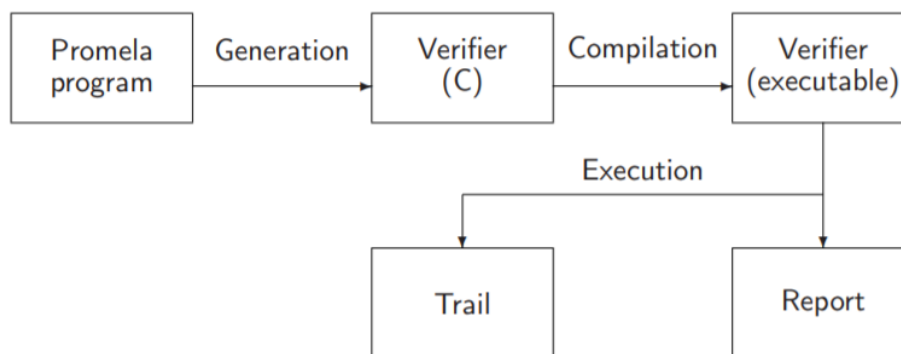 Promela
program
Generation
Verifier
(C)
Compilation
Verifier
(executable)
Execution
Trail
Report